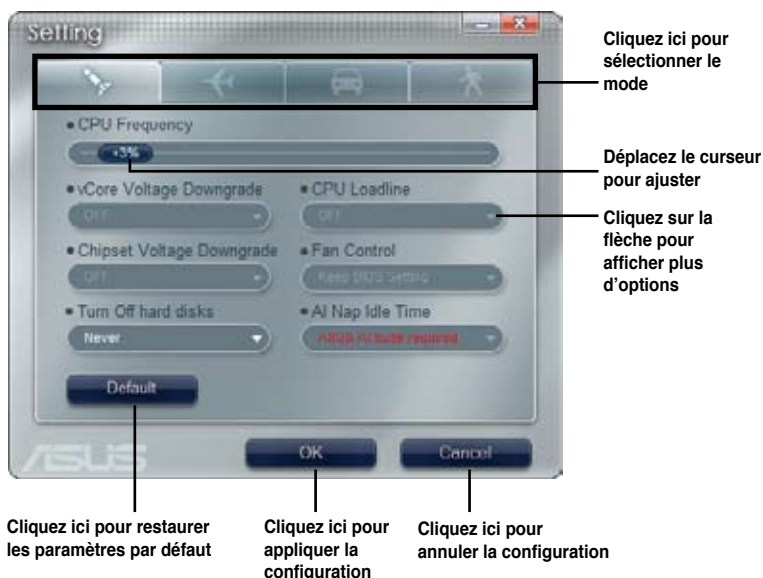 Setting
Cliquez ici pour
sélectionner le
mode
CPU Frequency
+3%
Déplacez le curseur
pour ajuster
vCore Voltage Downgrade
CPU Loadline
OFF
OFF
Cliquez sur la
flèche pour
afficher plus
d'options
Chipset Voltage Downgrade
Fan Control
OFF
Keep BIOS Setting
Turn Off hard disks
AI Nap Idle Time
Never
ASUS AI Suite required
Default
ASUS
OK
Cancel
Cliquez ici pour restaurer
les paramètres par défaut
Cliquez ici pour
appliquer la
configuration
Cliquez ici pour
annuler la configuration